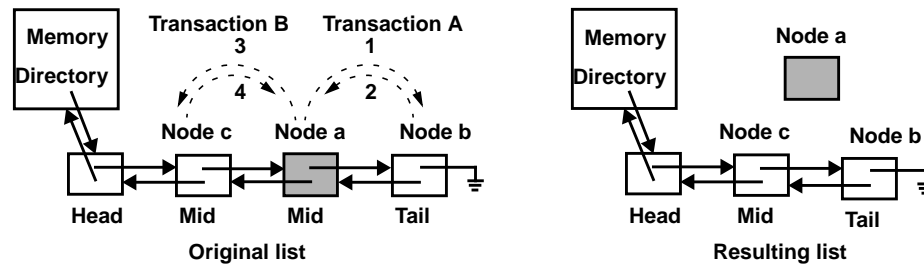 Memory
Directory
Transaction B
3
4
Transaction A
1
2
Node c
Node a
Node b
Head
Mid
Mid
Tail
Original list
Memory
Directory
Node a
Node c
Node b
Head
Mid
Tail
Resulting list